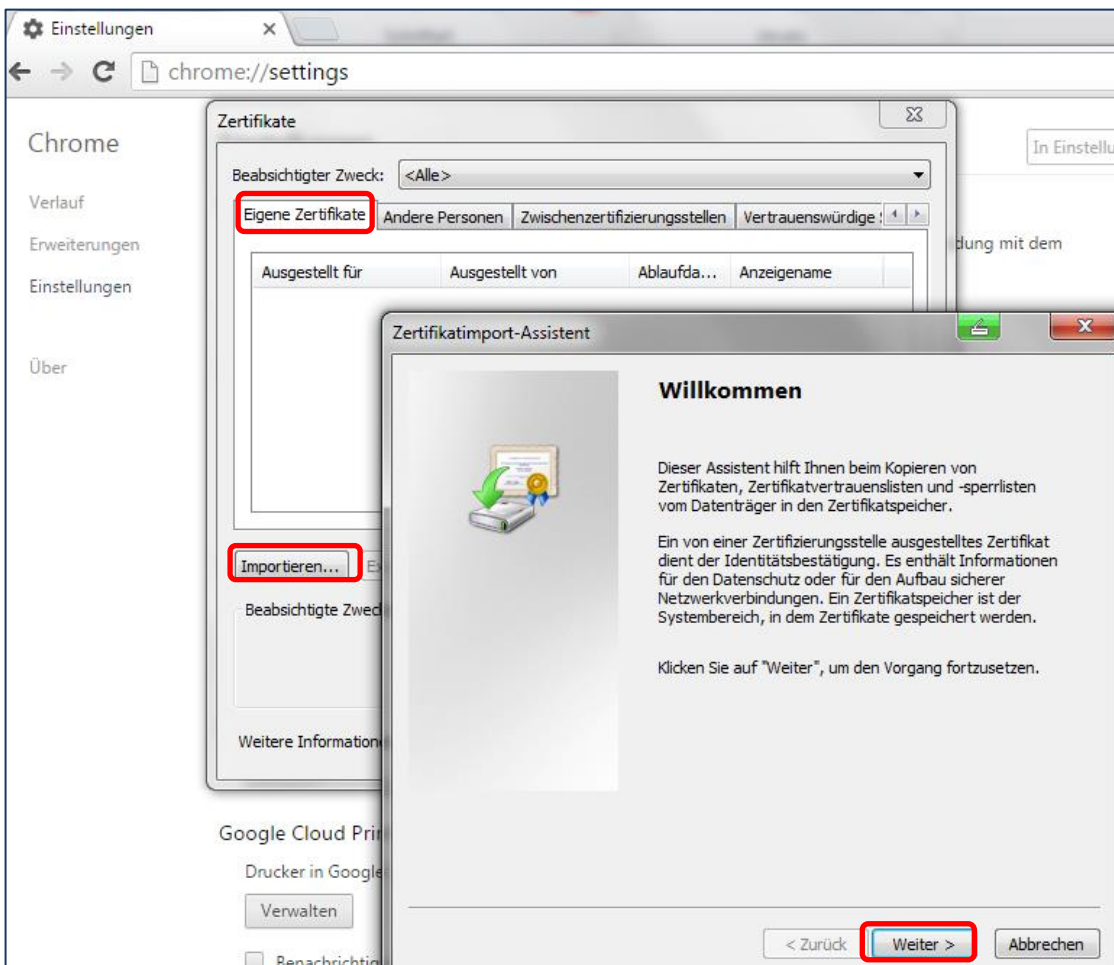 Einstellungen
chrome://settings
Chrome
Verlauf
Erweiterungen
Einstellungen
Über
In Einstellu
dung mit dem
Zertifikate
Beabsichtigter Zweck: <Alle>
Eigene Zertifikate Andere Personen Zwischenzertifizierungsstellen Vertrauenswürdige
Ausgestellt für Ausgestellt von Ablaufda... Anzeigename
Importieren...
Beabsichtigte Zweck
Weitere Information
Zertifikatimport-Assistent
Willkommen
Dieser Assistent hilft Ihnen beim Kopieren von
Zertifikaten, Zertifikatvertrauenslisten und -sperrlisten
vom Datenträger in den Zertifikatspeicher.
Ein von einer Zertifizierungsstelle ausgestelltes Zertifikat
dient der Identitätsbestätigung. Es enthält Informationen
für den Datenschutz oder für den Aufbau sicherer
Netzwerkverbindungen. Ein Zertifikatspeicher ist der
Systembereich, in dem Zertifikate gespeichert werden.
Klicken Sie auf "Weiter", um den Vorgang fortzusetzen.
< Zurück Weiter > Abbrechen
Google Cloud Prin
Drucker in Google
Verwalten
Benachrichtig